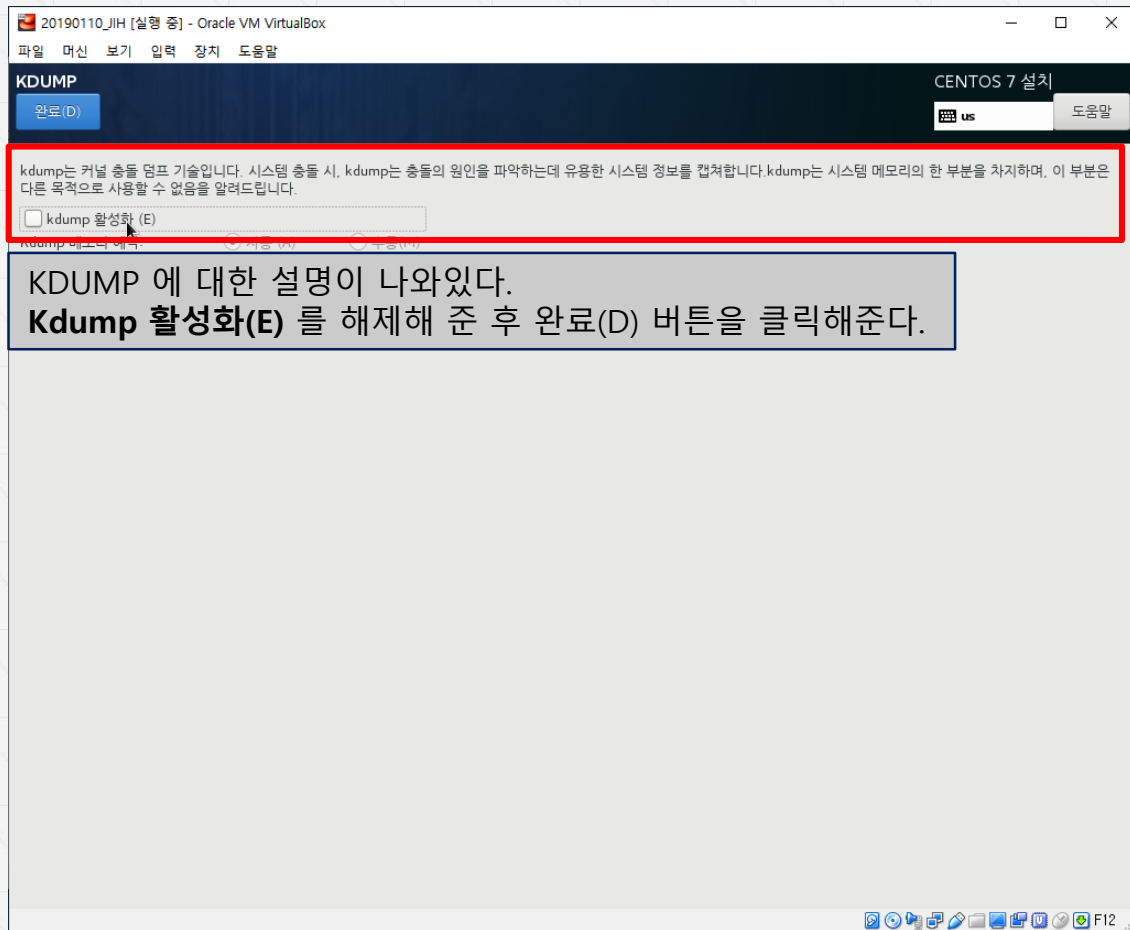 20190110_JIH [실행 중] - Oracle VM VirtualBox
파일 머신 보기 입력 장치 도움말
KDUMP
CENTOS 7 설치
완료(D)
us
도움말
kdump는 커널 충돌 덤프 기술입니다. 시스템 충돌 시, kdump는 충돌의 원인을 파악하는데 유용한 시스템 정보를 캡쳐합니다.kdump는 시스템 메모리의 한 부분을 차지하며, 이 부분은
다른 목적으로 사용할 수 없음을 알려드립니다.
kdump 활성화 (E)
KDUMP 에 대한 설명이 나와있다.
Kdump 활성화(E) 를 해제해 준 후 완료(D) 버튼을 클릭해준다.
F12